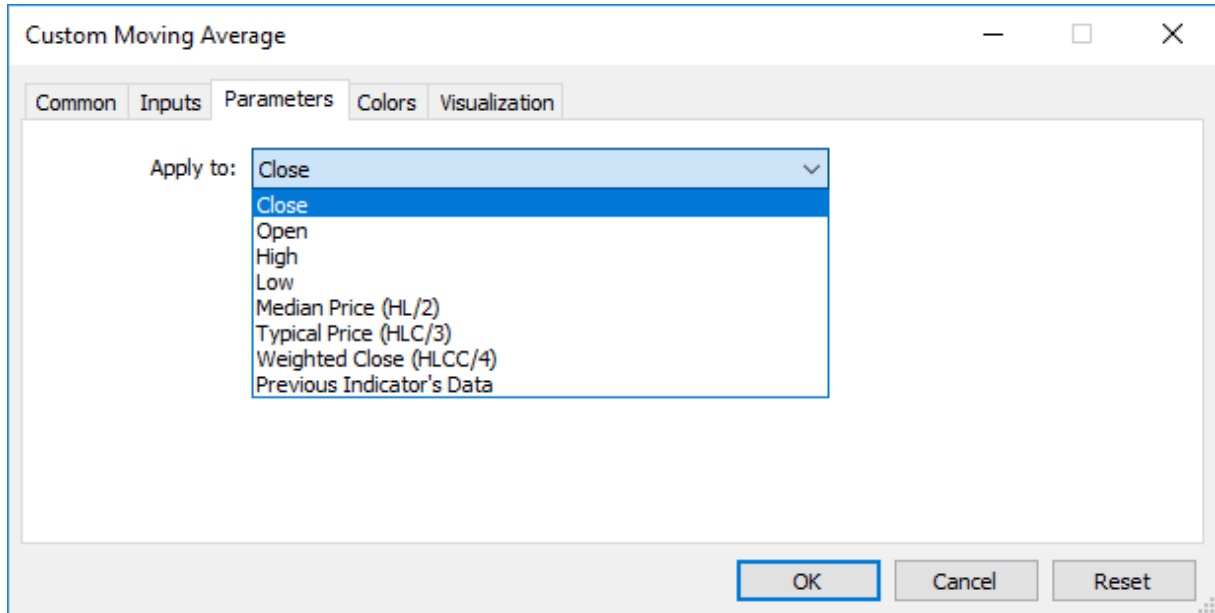 Custom Moving Average
Common Inputs Parameters Colors Visualization
Apply to: Close
Close
Open
High
Low
Median Price (HL/2)
Typical Price (HLC/3)
Weighted Close (HLCC/4)
Previous Indicator's Data
OK Cancel Reset